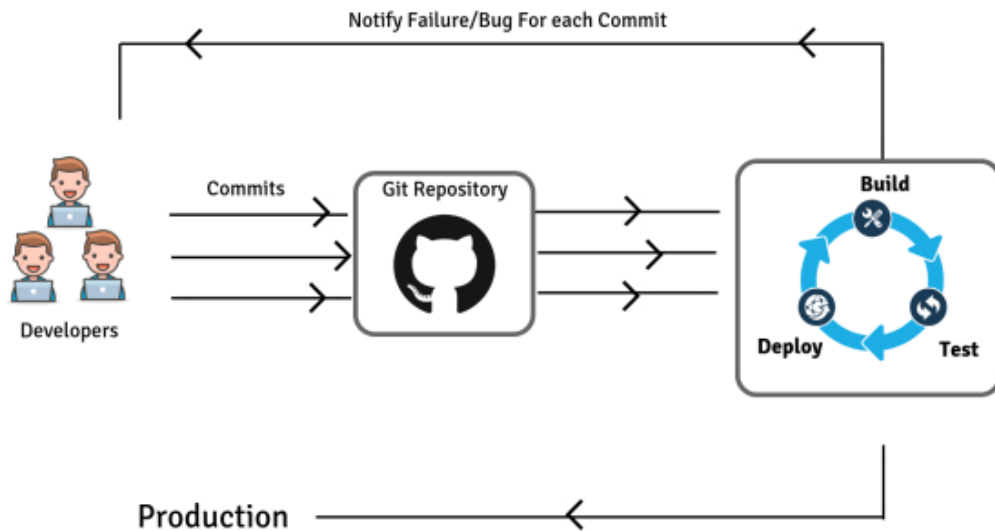 Notify Failure/Bug For each Commit
Commits
Git Repository
Build
Developers
Deploy
Test
Production